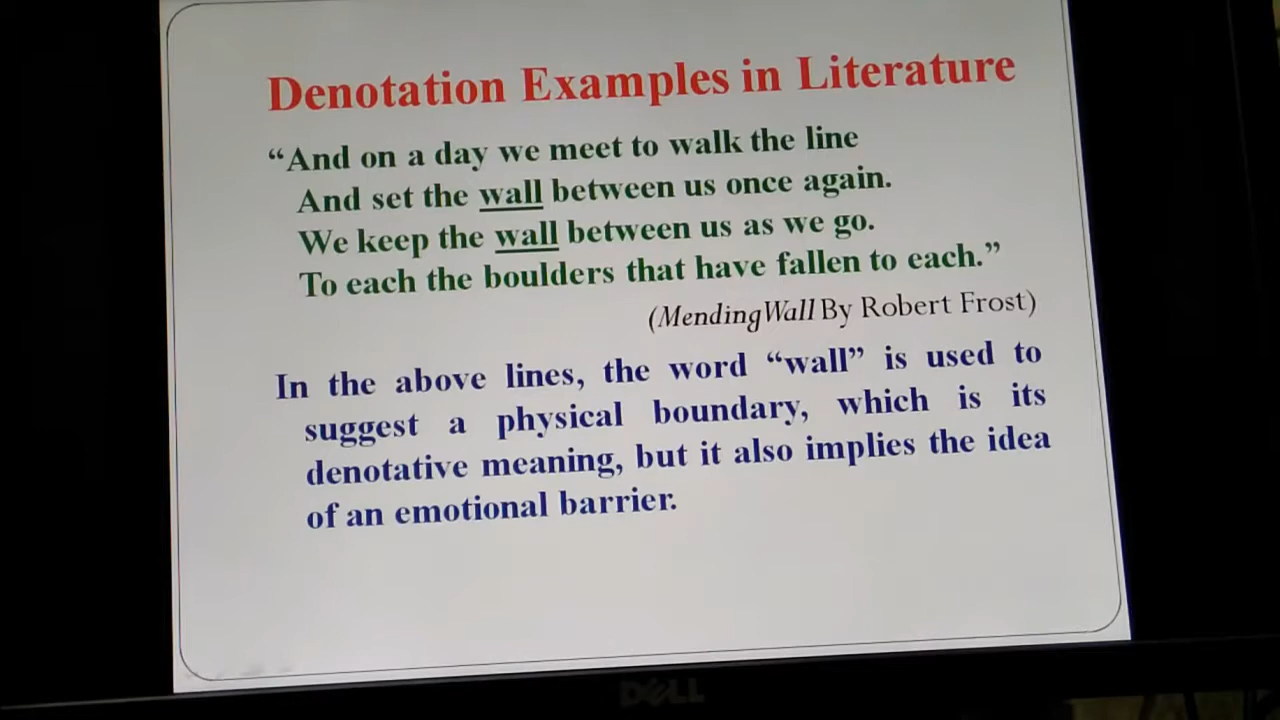 Denotation Examples in Literature
“And on a day we meet to walk the line
And set the wall between us once again.
We keep the wall between us as we go.
To each the boulders that have fallen to each.”
(Mending Wall By Robert Frost)
In the above lines, the word “wall” is used to
suggest a physical boundary, which is its
denotative meaning, but it also implies the idea
of an emotional barrier.
DELL